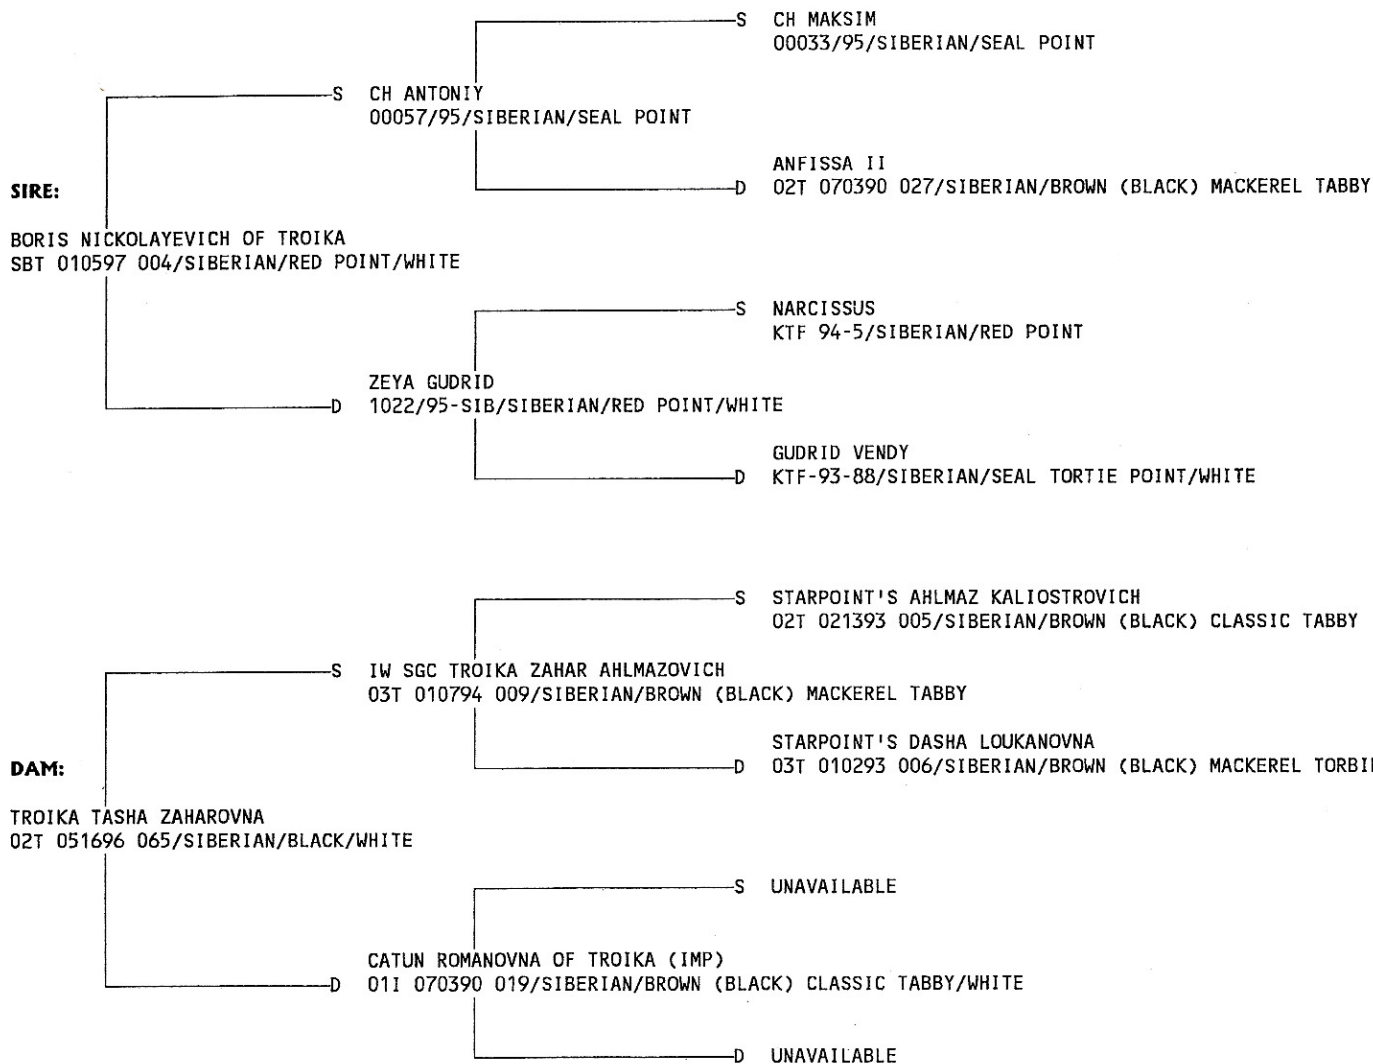 S CH MAKSIM
00033/95/SIBERIAN/SEAL POINT
S CH ANTONIY
00057/95/SIBERIAN/SEAL POINT
ANFISSA II
D 02T 070390 027/SIBERIAN/BROWN (BLACK) MACKEREL TABBY
SIRE:
BORIS NICKOLAYEVICH OF TROIKA
SBT 010597 004/SIBERIAN/RED POINT/WHITE
S NARCISSUS
KTF 94-5/SIBERIAN/RED POINT
ZEYA GUDRID
D 1022/95-SIB/SIBERIAN/RED POINT/WHITE
GUDRID VENDY
D KTF-93-88/SIBERIAN/SEAL TORTIE POINT/WHITE
S STARPOINT'S AHLMAZ KALIOSTROVICH
02T 021393 005/SIBERIAN/BROWN (BLACK) CLASSIC TABBY
S IW SGC TROIKA ZAHAR AHLMAZOVICH
03T 010794 009/SIBERIAN/BROWN (BLACK) MACKEREL TABBY
STARPOINT'S DASHA LOUKANOVNA
D 03T 010293 006/SIBERIAN/BROWN (BLACK) MACKEREL
DAM:
TROIKA TASHA ZAHAROVNA
02T 051696 065/SIBERIAN/BLACK/WHITE
S UNAVAILABLE
CATUN ROMANOVNA OF TROIKA (IMP)
D 01I 070390 019/SIBERIAN/BROWN (BLACK) CLASSIC TABBY/WHITE
D UNAVAILABLE